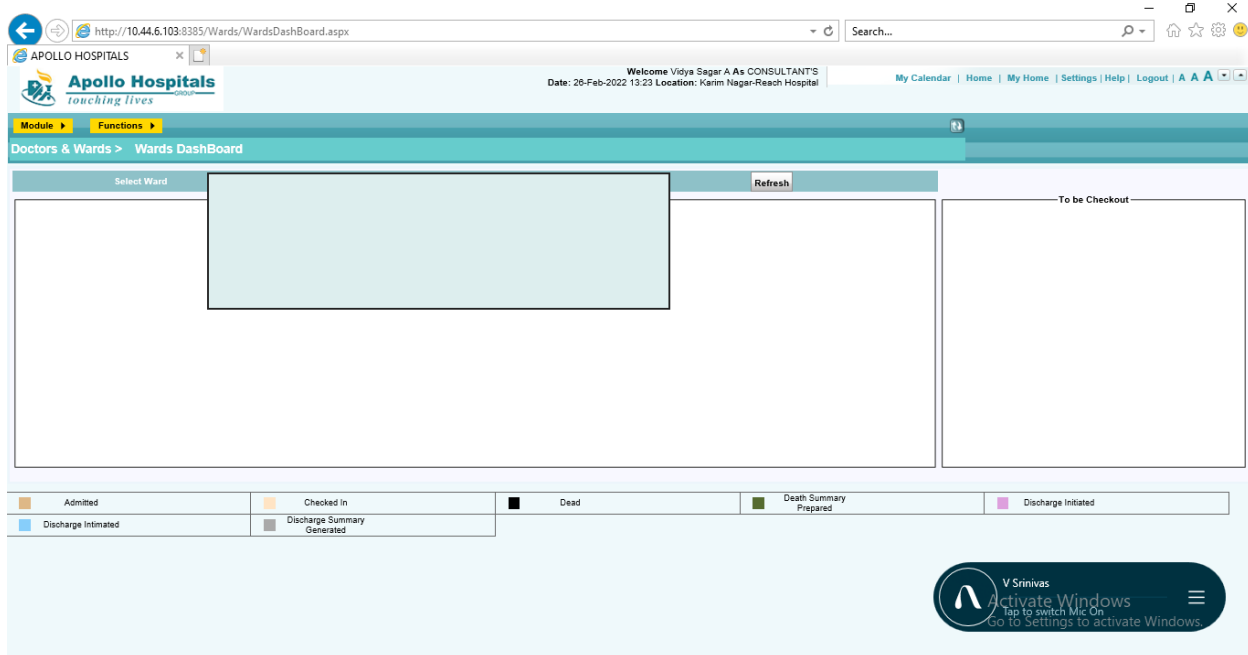 http://10.44.6.103:8385/Wards/WardsDashBoard.aspx
Search...
APOLLO HOSPITALS
Apollo Hospitals
GROUP
touching lives
Welcome Vidya Sagar A As CONSULTANT'S
Date: 26-Feb-2022 13:23 Location: Karim Nagar-Reach Hospital
My Calendar | Home | My Home | Settings | Help | Logout | A A A
Module
Functions
Doctors & Wards > Wards DashBoard
Select Ward
Refresh
To be Checkout
Admitted
Checked In
Dead
Death Summary
Prepared
Discharge Initiated
Discharge Intimated
Discharge Summary
Generated
V Srinivas
Activate Windows
Tap to switch Mic On
Go to Settings to activate Windows.